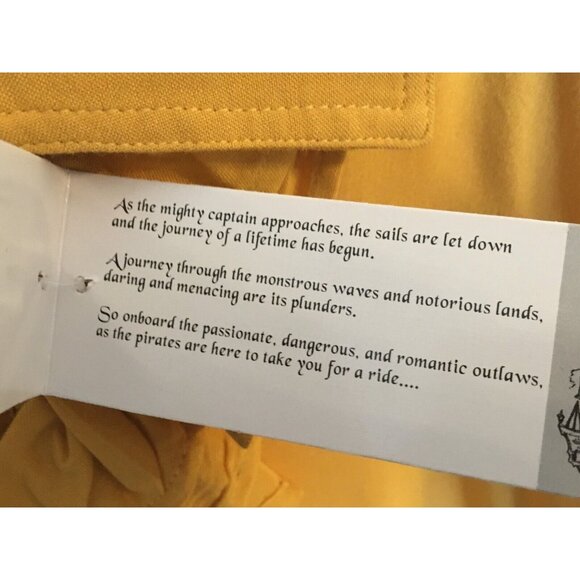 As the mighty captain approaches, the sails are let down
and the journey of a lifetime has begun.
A journey through the monstrous waves and notorious lands,
daring and menacing are its plunders.
So onboard the passionate, dangerous, and romantic outlaws,
as the pirates are here to take you for a ride....